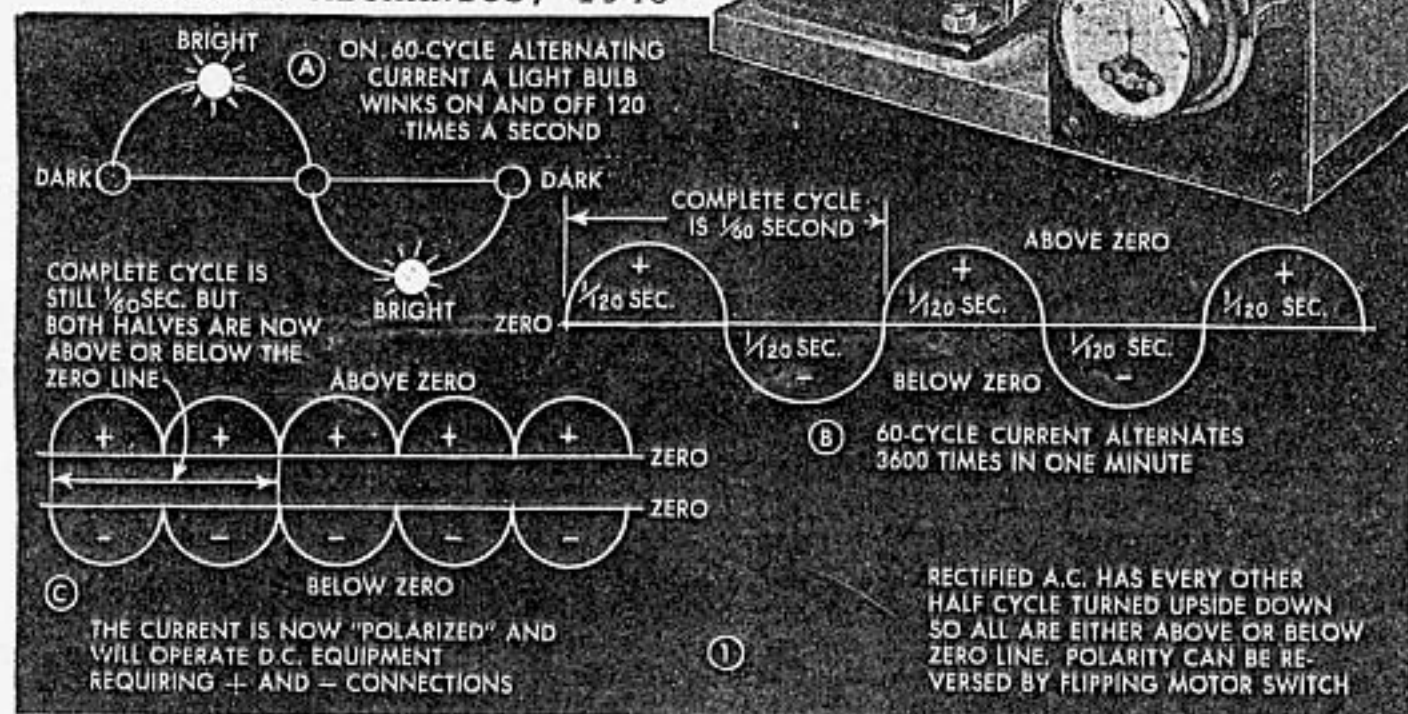 BRIGHT
Ⓐ ON 60-CYCLE ALTERNATING
CURRENT A LIGHT BULB
WINKS ON AND OFF 120
TIMES A SECOND
DARK
DARK
BRIGHT
COMPLETE CYCLE
IS 1/60 SECOND
ABOVE ZERO
+
1/120 SEC.
+
1/120 SEC.
+
1/120 SEC.
ZERO
1/120 SEC.
-
1/120 SEC.
-
BELOW ZERO
Ⓑ 60-CYCLE CURRENT ALTERNATES
3600 TIMES IN ONE MINUTE
COMPLETE CYCLE IS
STILL 1/60 SEC. BUT
BOTH HALVES ARE NOW
ABOVE OR BELOW THE
ZERO LINE
ABOVE ZERO
+ + + + +
ZERO
ZERO
- - - - -
BELOW ZERO
Ⓒ
THE CURRENT IS NOW "POLARIZED" AND
WILL OPERATE D.C. EQUIPMENT
REQUIRING + AND − CONNECTIONS
①
RECTIFIED A.C. HAS EVERY OTHER
HALF CYCLE TURNED UPSIDE DOWN
SO ALL ARE EITHER ABOVE OR BELOW
ZERO LINE. POLARITY CAN BE RE-
VERSED BY FLIPPING MOTOR SWITCH